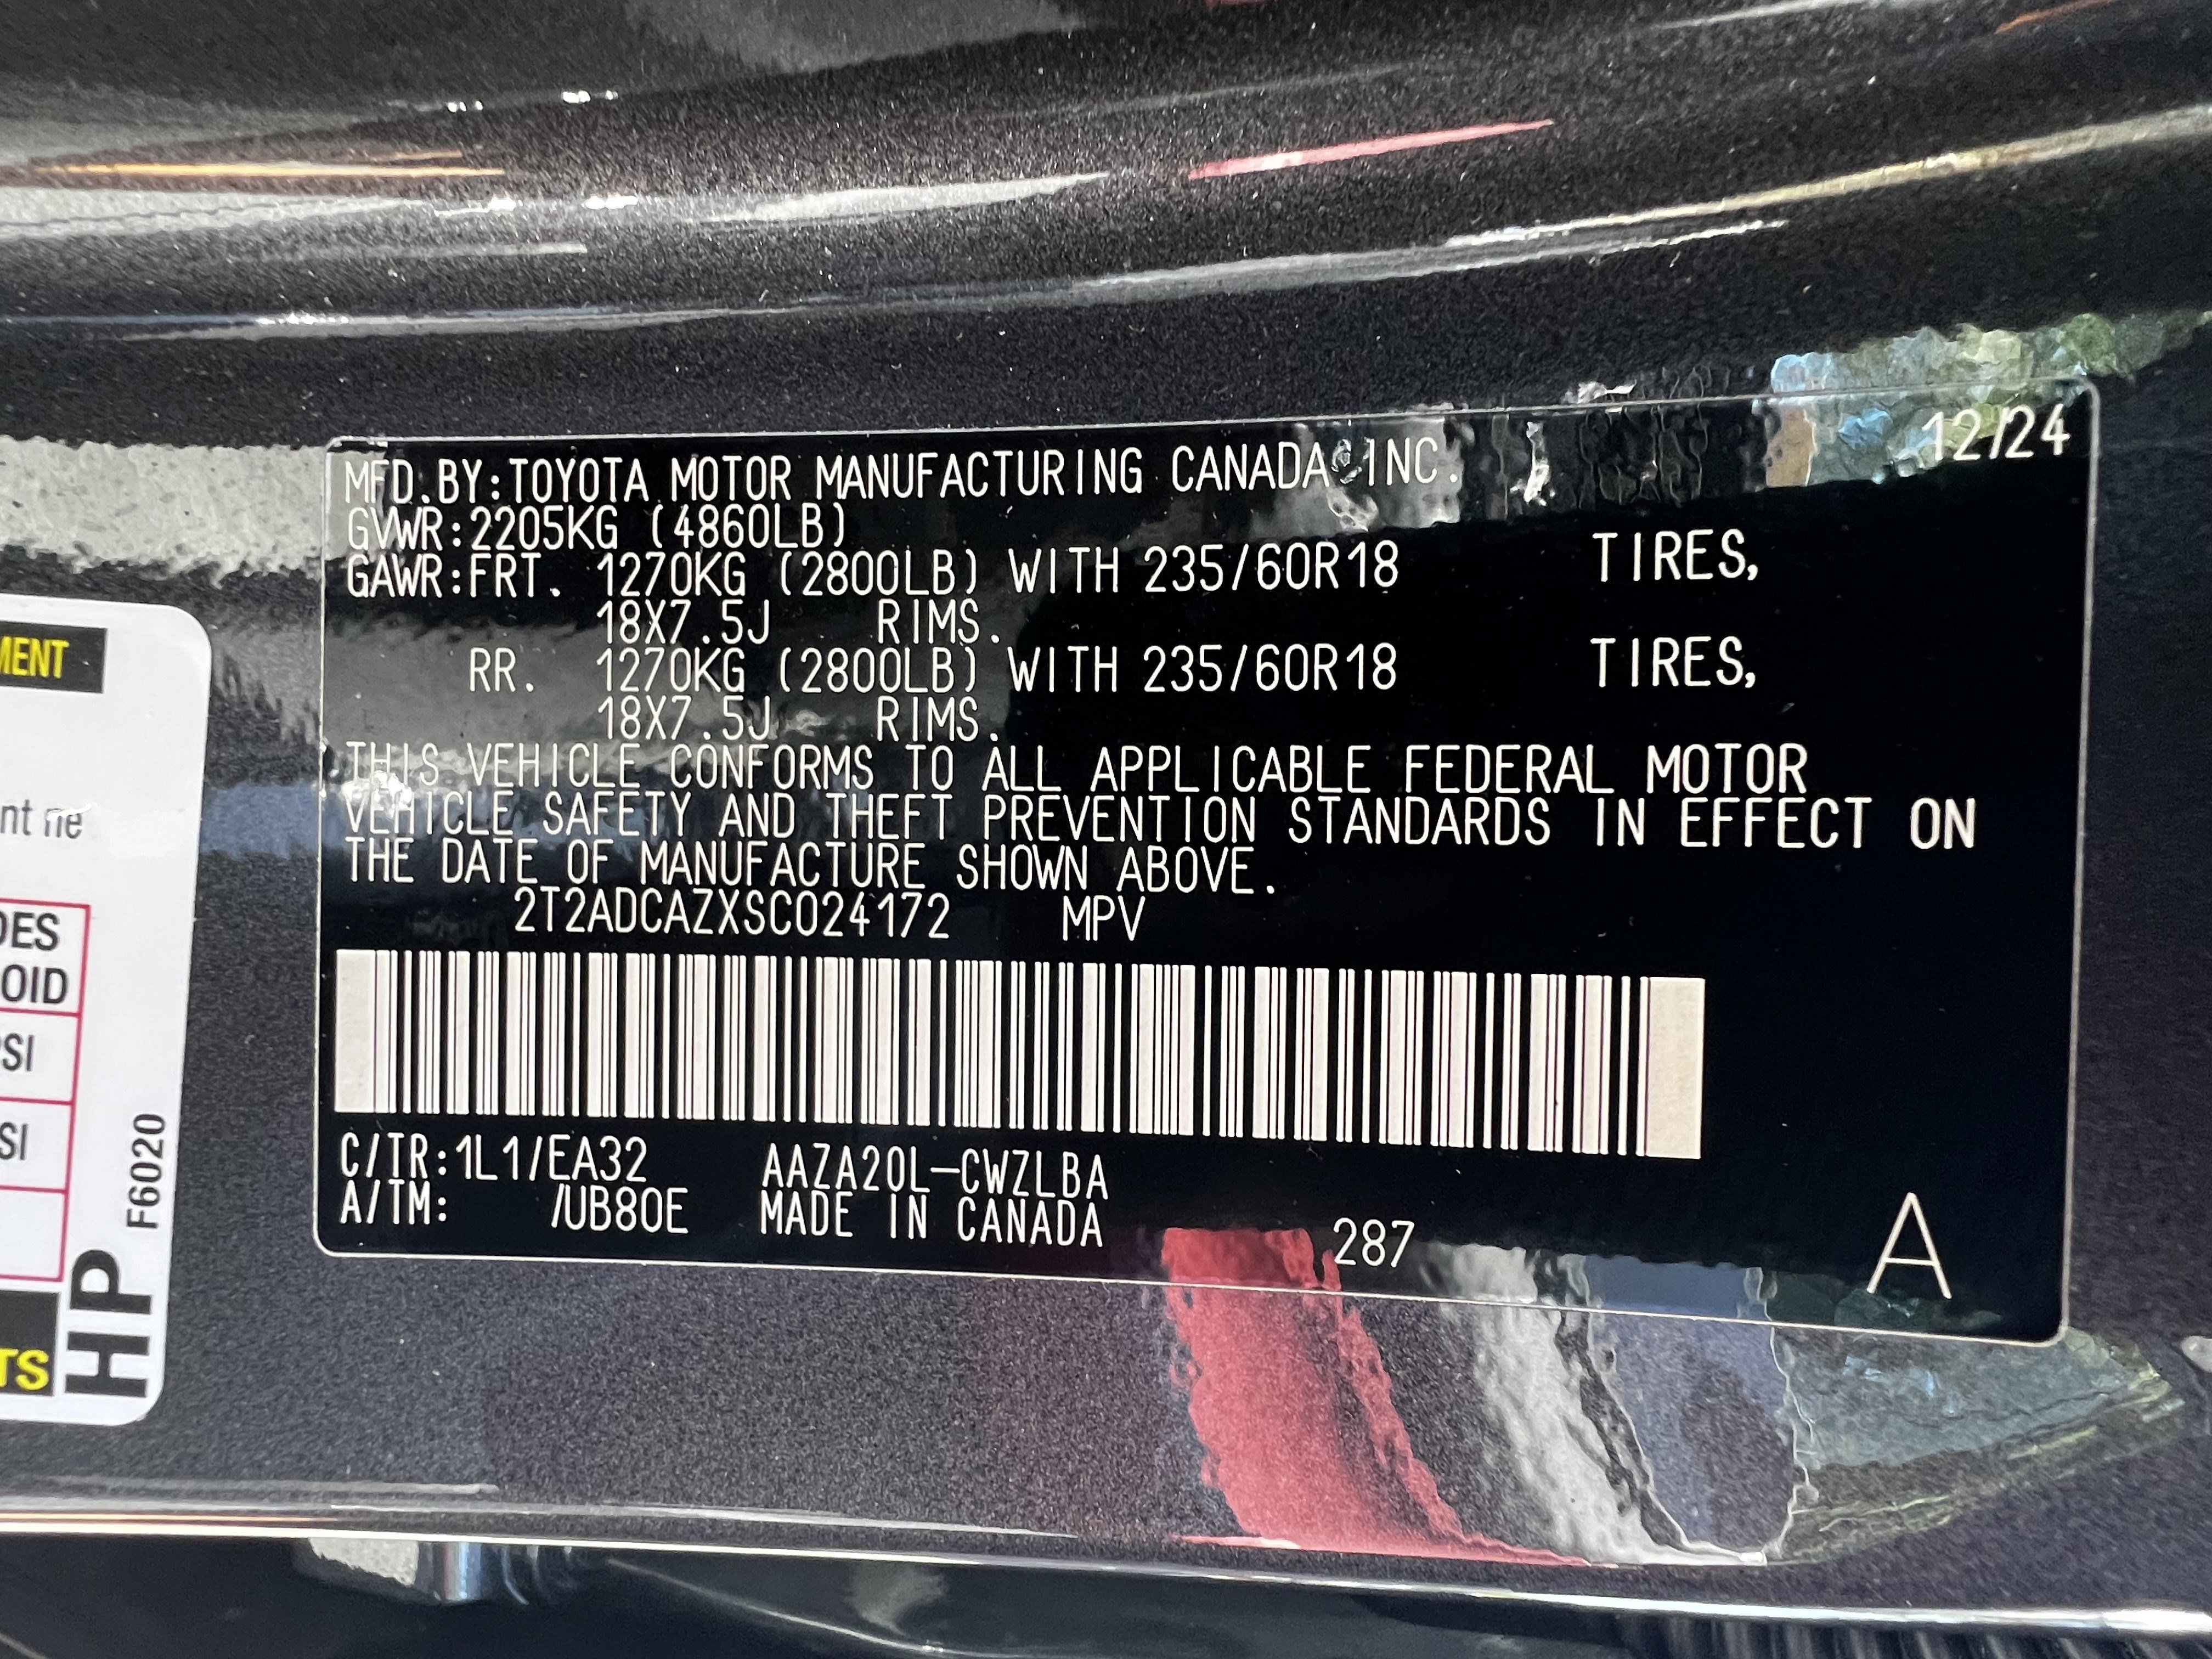 12/24
MFD.BY:TOYOTA MOTOR MANUFACTURING CANADA INC.
GVWR:2205KG (4860LB)
GAWR:FRT. 1270KG (2800LB) WITH 235/60R18 TIRES,
18X7.5J RIMS.
RR. 1270KG (2800LB) WITH 235/60R18 TIRES,
18X7.5J RIMS.
THIS VEHICLE CONFORMS TO ALL APPLICABLE FEDERAL MOTOR
VEHICLE SAFETY AND THEFT PREVENTION STANDARDS IN EFFECT ON
THE DATE OF MANUFACTURE SHOWN ABOVE.
2T2ADCAZXSC024172 MPV
C/TR:1L1/EA32 AAZA20L-CWZLBA
A/TM: /UB80E MADE IN CANADA
287
A
MENT
nt ne
DES
OID
SI
SI
TS
HP
F6020